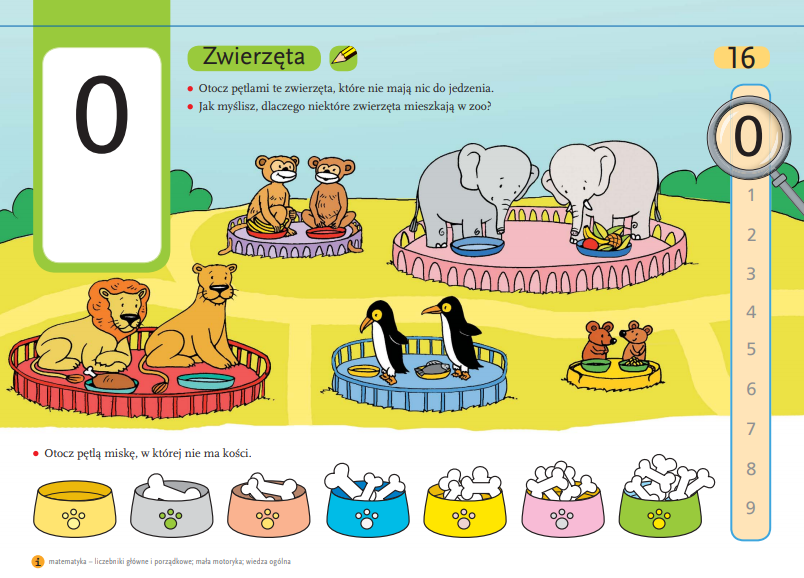 0
Zwierzęta
16
Otocz pętlami te zwierzęta, które nie mają nic do jedzenia.
Jak myślisz, dlaczego niektóre zwierzęta mieszkają w zoo?
0
1
2
3
4
5
6
7
8
9
Otocz pętlą miskę, w której nie ma kości.
i matematyka – liczebniki główne i porządkowe; mała motoryka; wiedza ogólna